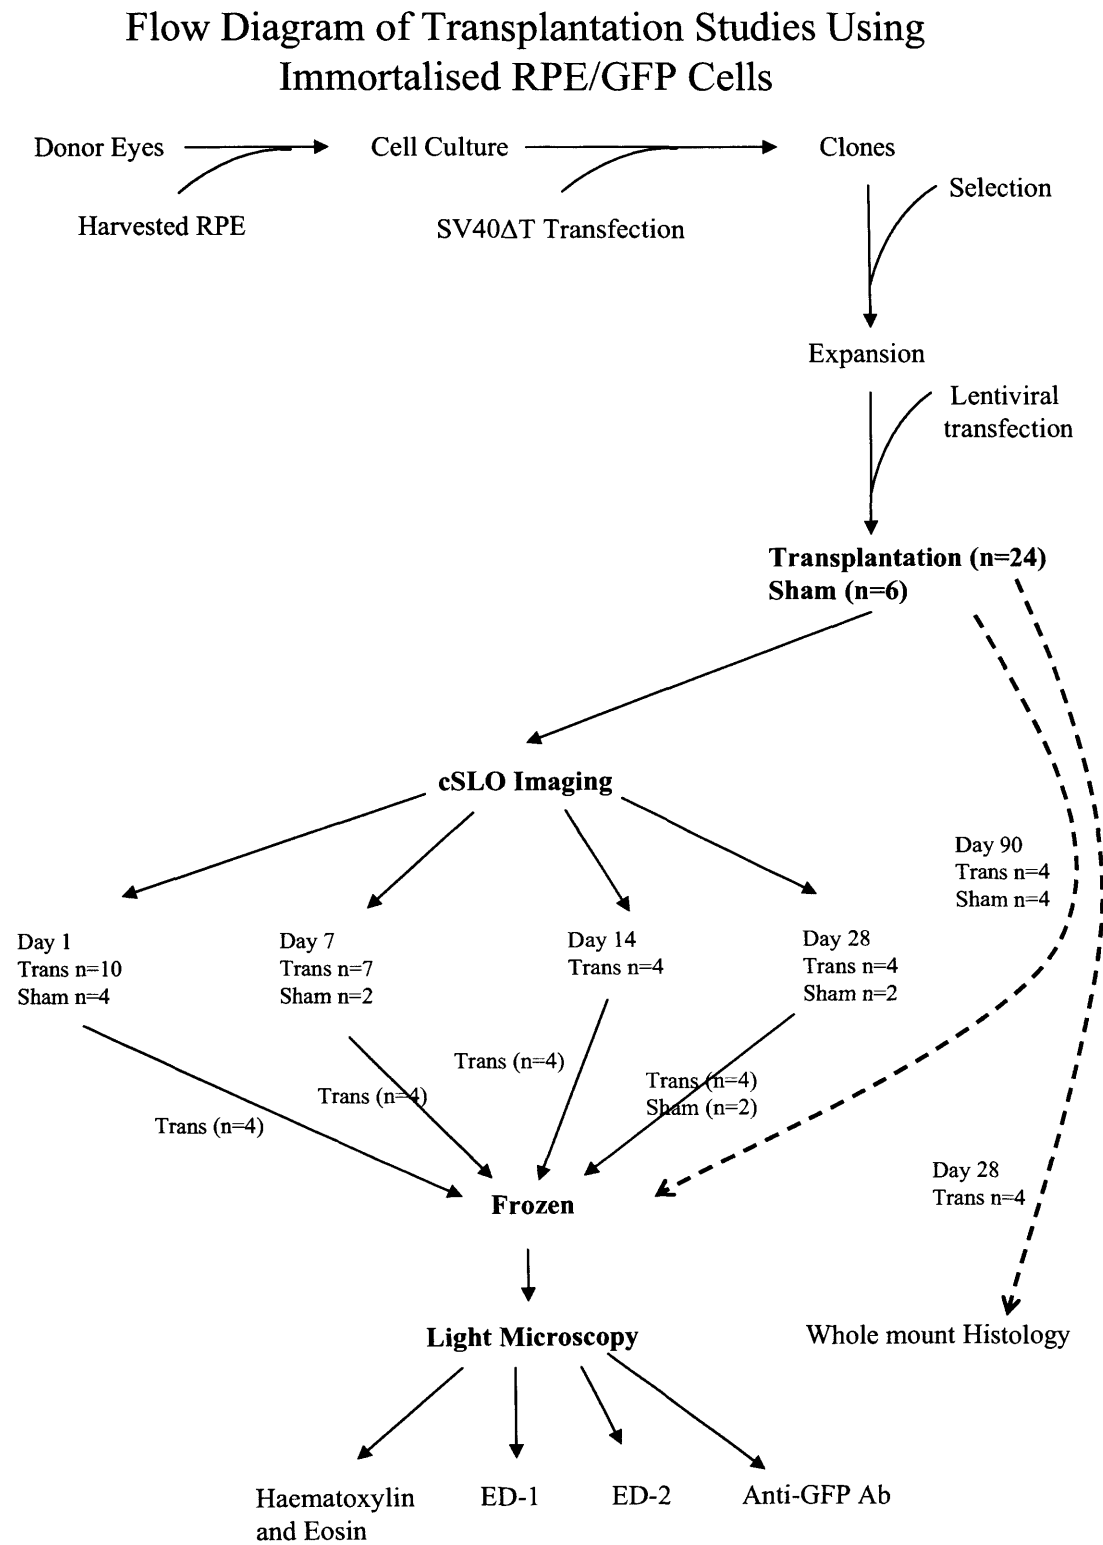 Flow Diagram of Transplantation Studies Using
Immortalised RPE/GFP Cells
Donor Eyes
Cell Culture
Clones
Harvested RPE
SV40ΔT Transfection
Selection
Expansion
Lentiviral
transfection
Transplantation (n=24)
Sham (n=6)
cSLO Imaging
Day 90
Trans n=4
Sham n=4
Day 1
Trans n=10
Sham n=4
Day 7
Trans n=7
Sham n=2
Day 14
Trans n=4
Day 28
Trans n=4
Sham n=2
Trans (n=4)
Trans (n=4)
Trans (n=4)
Trans (n=4)
Sham (n=2)
Day 28
Trans n=4
Frozen
Light Microscopy
Whole mount Histology
Haematoxylin
and Eosin
ED-1
ED-2
Anti-GFP Ab